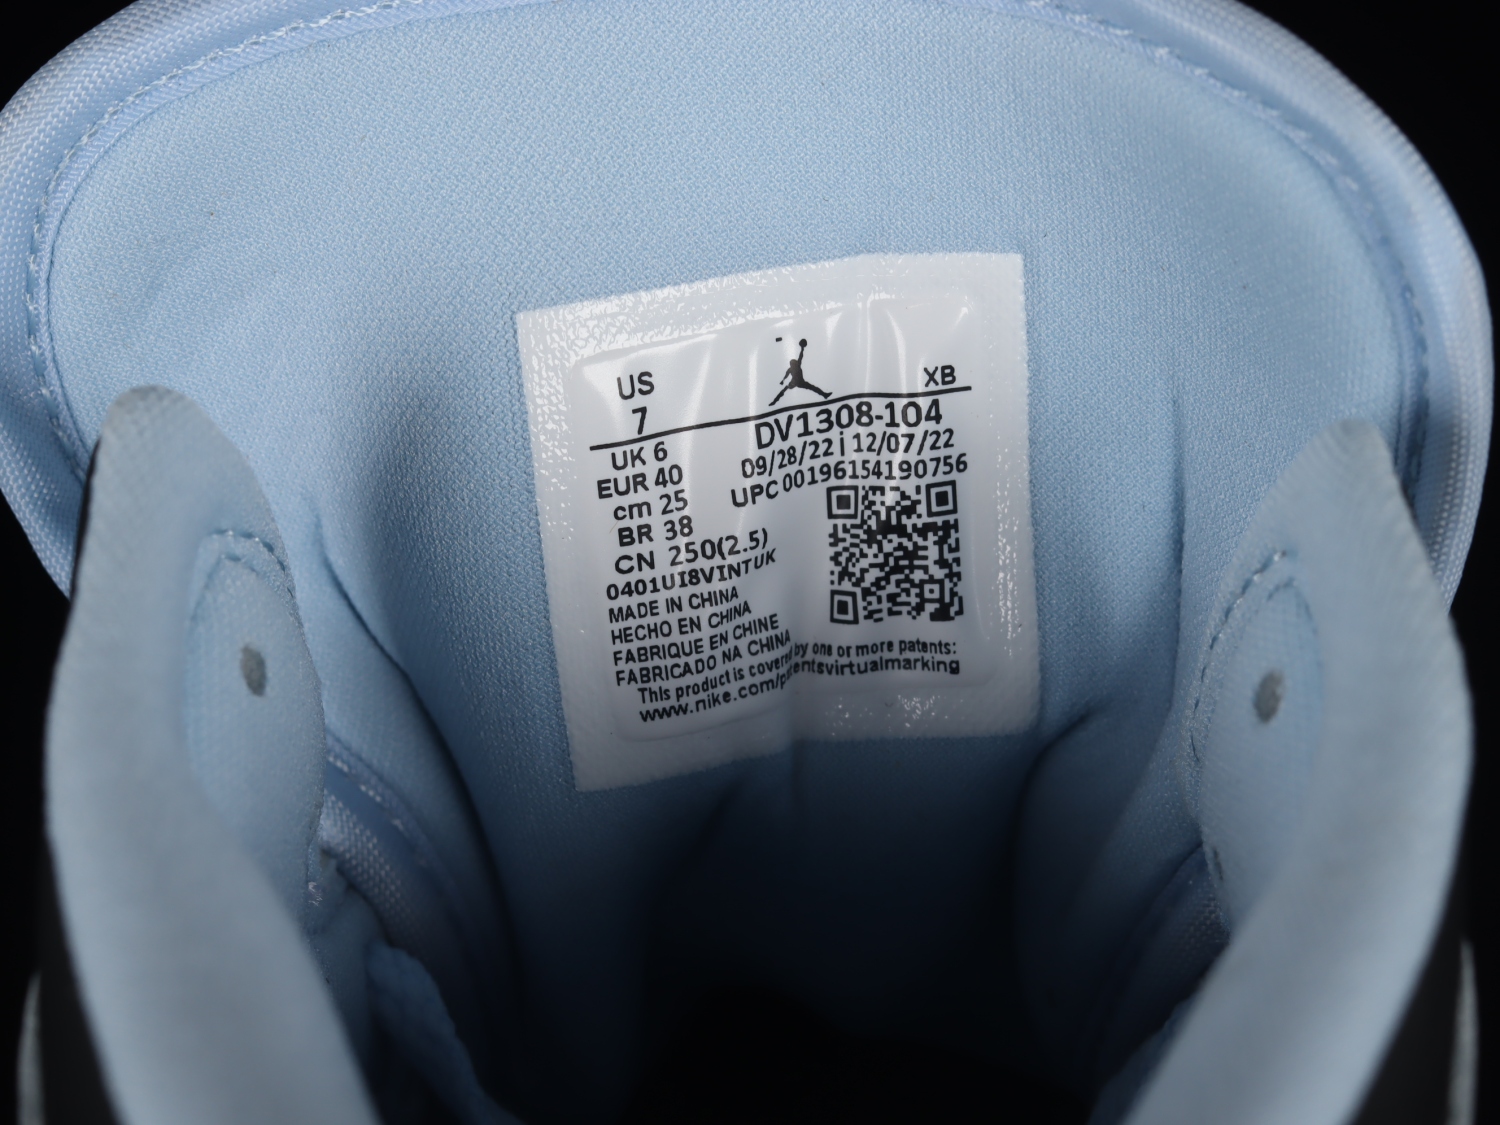 US
7
XB
UK 6
EUR 40
cm 25
BR 38
CN 250(2.5)
DV1308-104
09/28/22 | 12/07/22
UPC 00196154190756
0401UI8VINTUK
MADE IN CHINA
HECHO EN CHINA
FABRIQUE EN CHINE
FABRICADO NA CHINA
This product is covered by one or more patents:
www.nike.com/p entsvirtualmarking